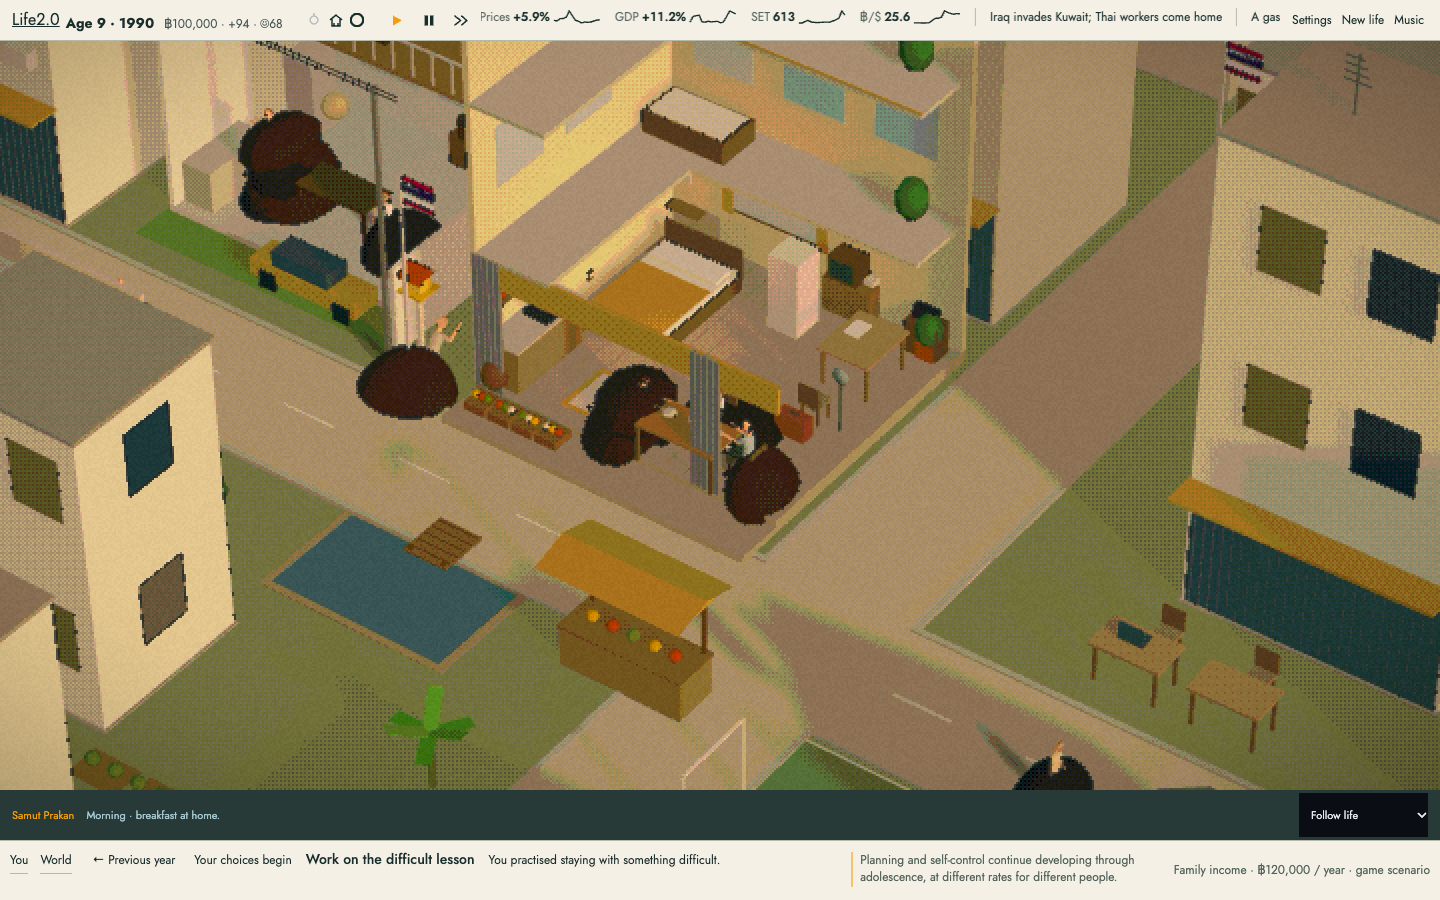 Life2.0 Age 9 · 1990 ฿100,000 · +94 · ☺68 Prices +5.9% GDP +11.2% SET 613 ฿/$ 25.6 Iraq invades Kuwait; Thai workers come home A gas Settings New life Music
Samut Prakan Morning · breakfast at home. Follow life
You World ← Previous year Your choices begin Work on the difficult lesson You practised staying with something difficult.
Planning and self-control continue developing through
adolescence, at different rates for different people.
Family income · ฿120,000 / year · game scenario